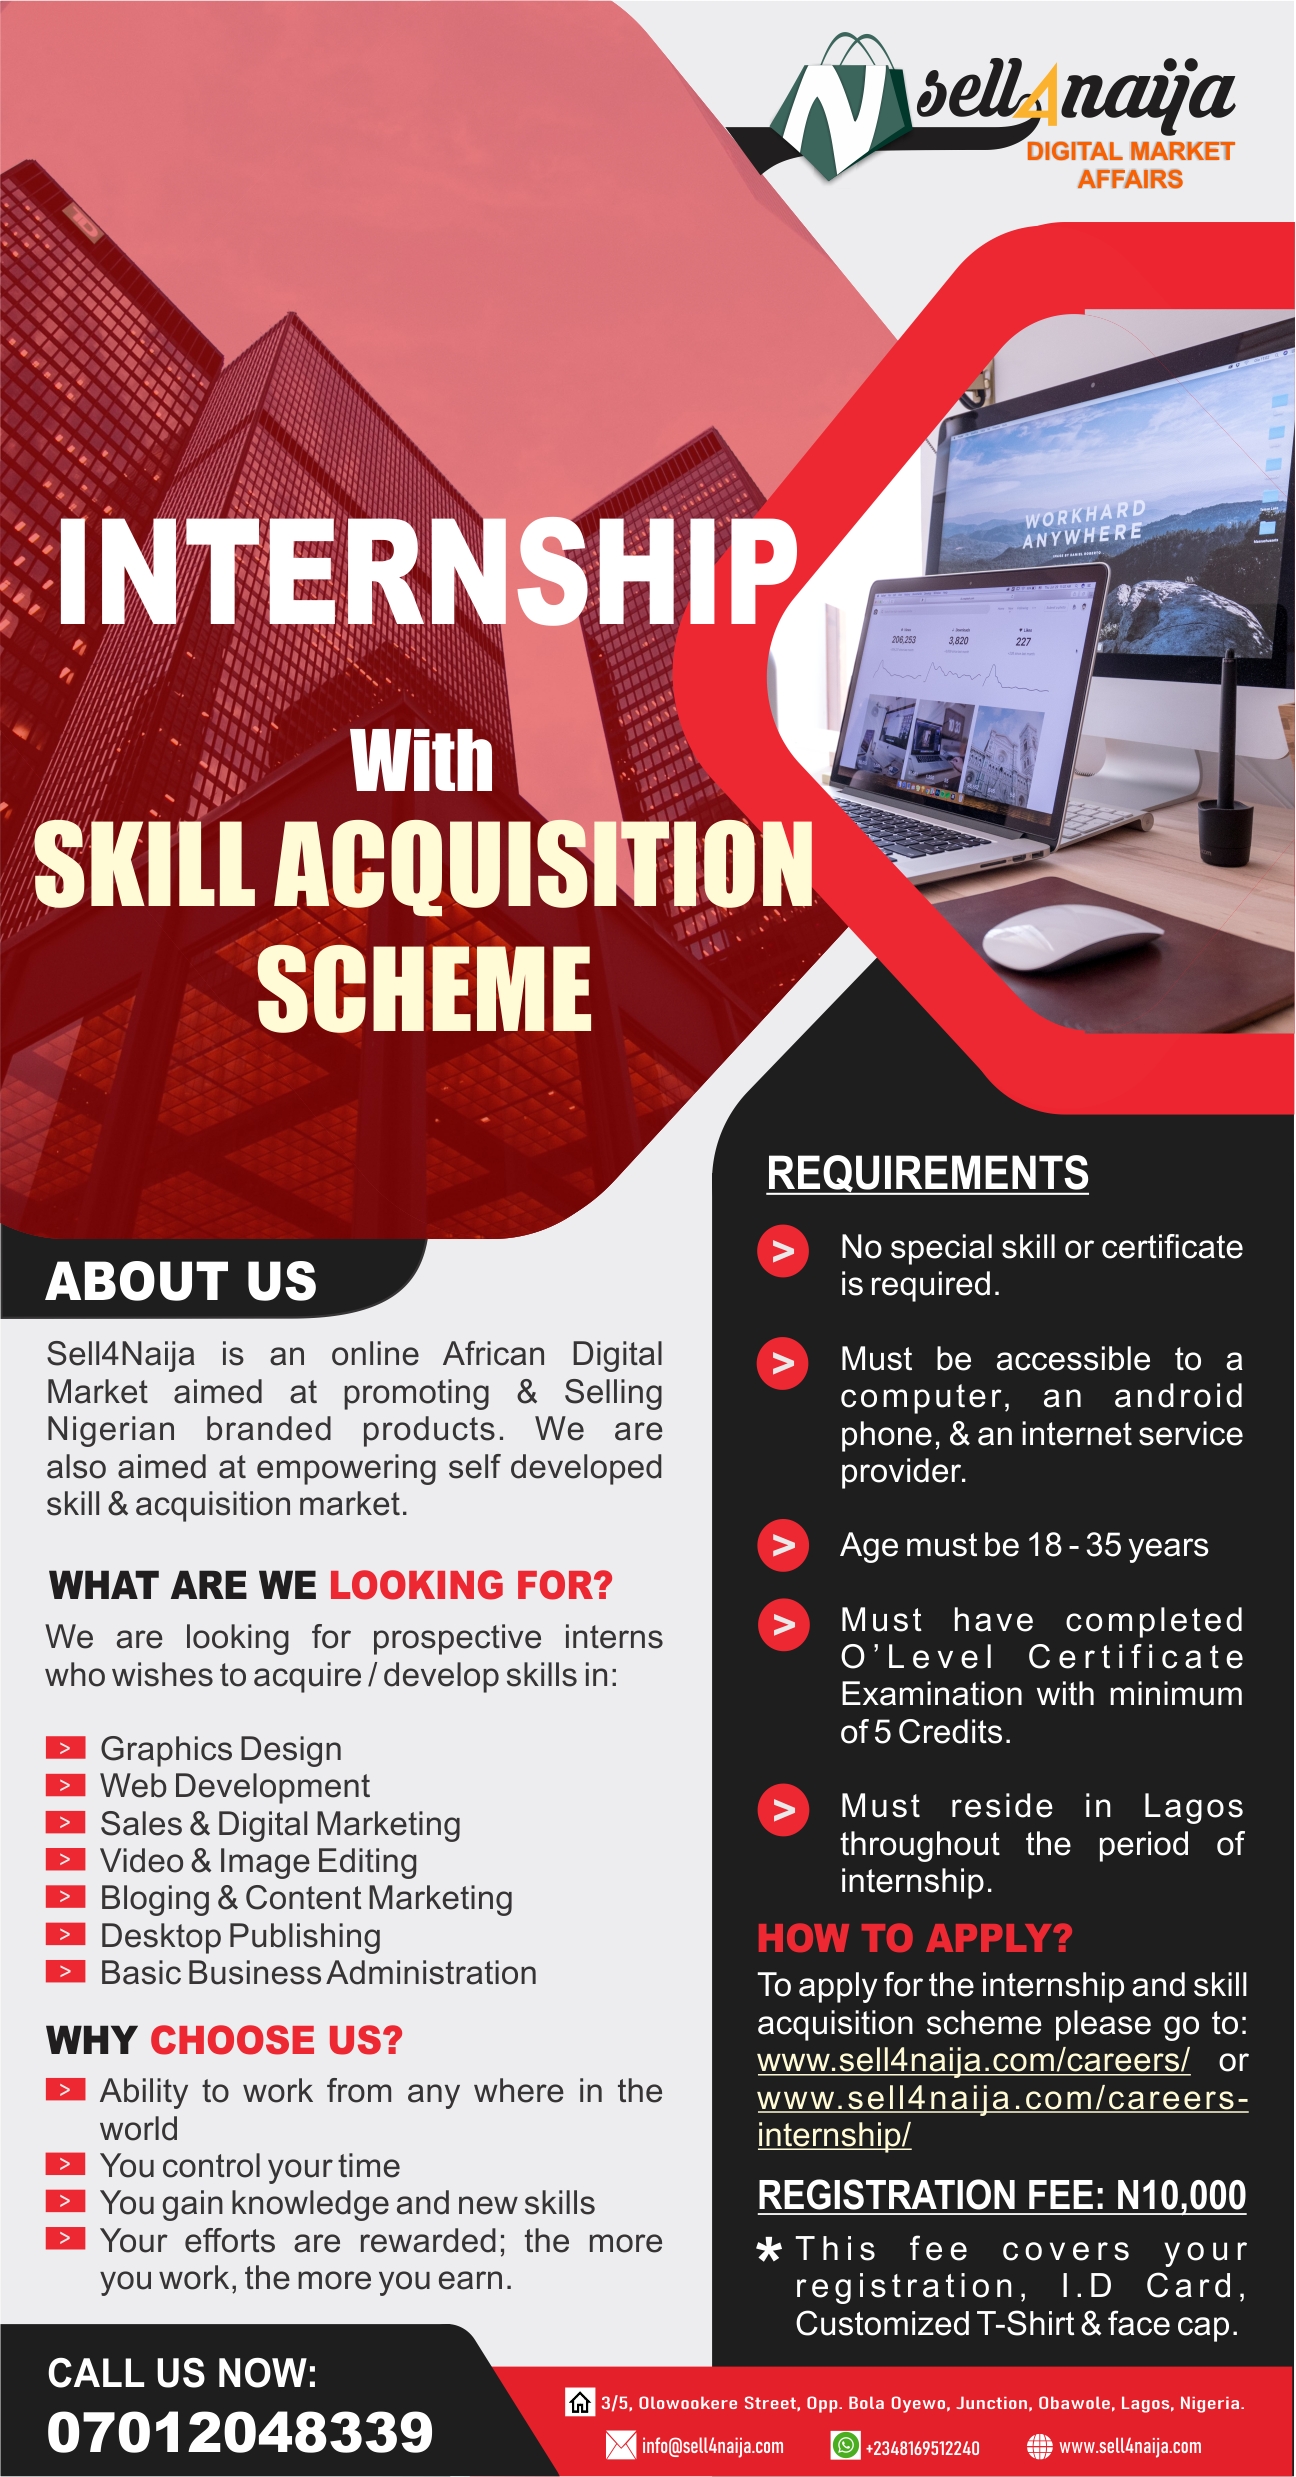 sell4naija
DIGITAL MARKET
AFFAIRS
WORKHARD
ANYWHERE
206,253
3,820
227
INTERNSHIP
With
SKILL ACQUISITION
SCHEME
ABOUT US
Sell4Naija is an online African Digital
Market aimed at promoting & Selling
Nigerian branded products. We are
also aimed at empowering self developed
skill & acquisition market.
WHAT ARE WE LOOKING FOR?
We are looking for prospective interns
who wishes to acquire / develop skills in:
> Graphics Design
> Web Development
> Sales & Digital Marketing
> Video & Image Editing
> Bloging & Content Marketing
> Desktop Publishing
> Basic Business Administration
WHY CHOOSE US?
> Ability to work from any where in the
world
> You control your time
> You gain knowledge and new skills
> Your efforts are rewarded; the more
you work, the more you earn.
REQUIREMENTS
> No special skill or certificate
is required.
> Must be accessible to a
computer, an android
phone, & an internet service
provider.
> Age must be 18 - 35 years
> Must have completed
O'Level Certificate
Examination with minimum
of 5 Credits.
> Must reside in Lagos
throughout the period of
internship.
HOW TO APPLY?
To apply for the internship and skill
acquisition scheme please go to:
www.sell4naija.com/careers/ or
www.sell4naija.com/careers-
internship/
REGISTRATION FEE: N10,000
* This fee covers your
registration, I.D Card,
Customized T-Shirt & face cap.
CALL US NOW:
07012048339
3/5, Olowookere Street, Opp. Bola Oyewo, Junction, Obawole, Lagos, Nigeria.
info@sell4naija.com
+2348169512240
www.sell4naija.com